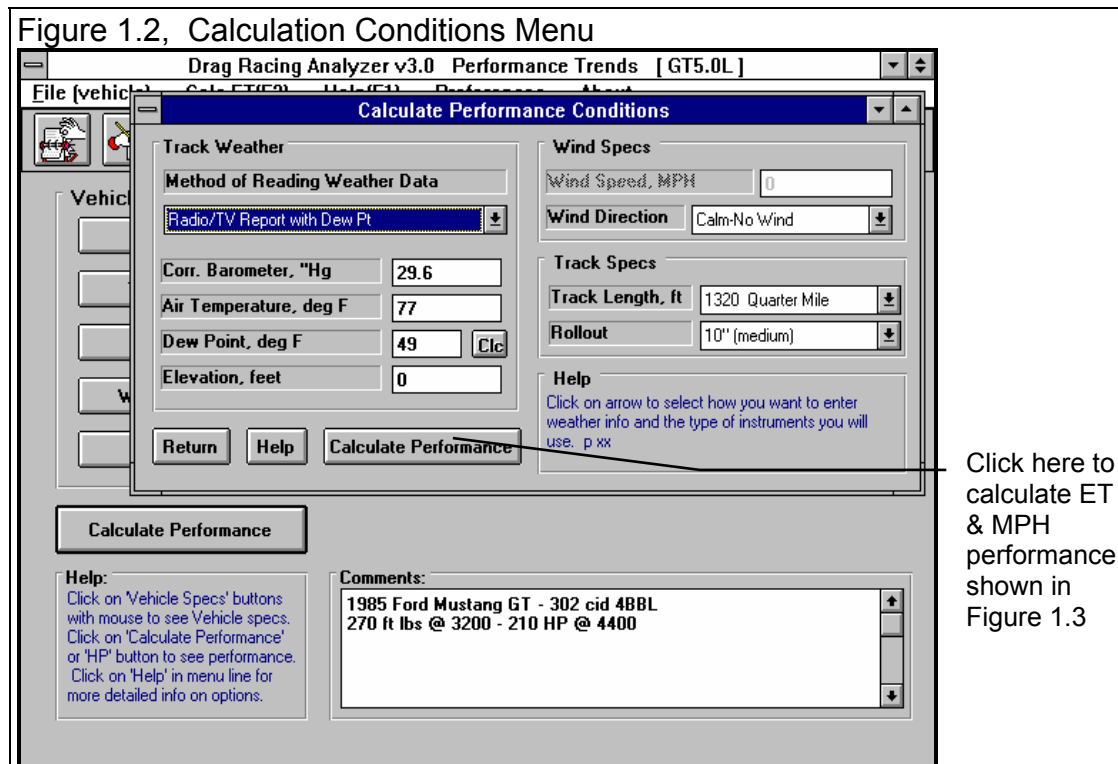 Figure 1.2, Calculation Conditions Menu
Drag Racing Analyzer v3.0 Performance Trends [ GT5.0L ]
File (vehicle)
Calculate Performance Conditions
Track Weather
Method of Reading Weather Data
Radio/TV Report with Dew Pt
Corr. Barometer, "Hg 29.6
Air Temperature, deg F 77
Dew Point, deg F 49 Clc
Elevation, feet 0
Return Help Calculate Performance
Wind Specs
Wind Speed, MPH 0
Wind Direction Calm-No Wind
Track Specs
Track Length, ft 1320 Quarter Mile
Rollout 10" (medium)
Help
Click on arrow to select how you want to enter
weather info and the type of instruments you will
use. p xx
Click here to
calculate ET
& MPH
performance
shown in
Figure 1.3
Calculate Performance
Help:
Click on 'Vehicle Specs' buttons
with mouse to see Vehicle specs.
Click on 'Calculate Performance'
or 'HP' button to see performance.
Click on 'Help' in menu line for
more detailed info on options.
Comments:
1985 Ford Mustang GT - 302 cid 4BBL
270 ft lbs @ 3200 - 210 HP @ 4400